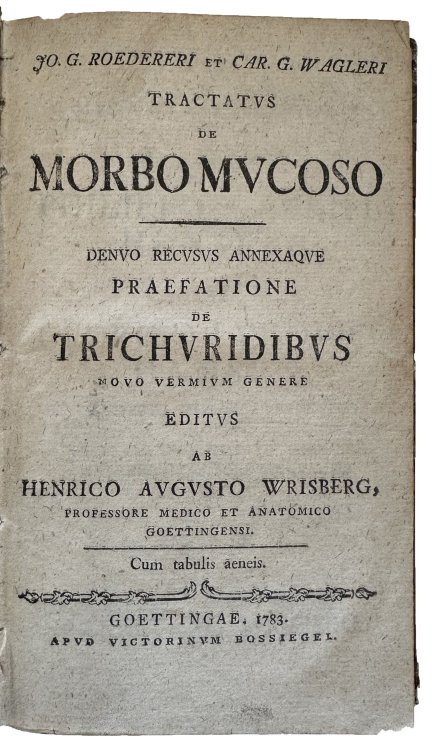 JO. G. ROEDERERI ET CAR. G. WAGLERI
TRACTATVS
DE
MORBO MVCOSO
DENVO RECVSVS ANNEXAQVE
PRAEFATIONE
DE
TRICHVRIDIBVS
NOVO VERMIVM GENERE
EDITVS
AB
HENRICO AVGVSTO WRISBERG,
PROFESSORE MEDICO ET ANATOMICO
GOETTINGENSI.
Cum tabulis aeneis.
GOETTINGAE, 1783.
APVD VICTORINVM BOSSIEGEL.